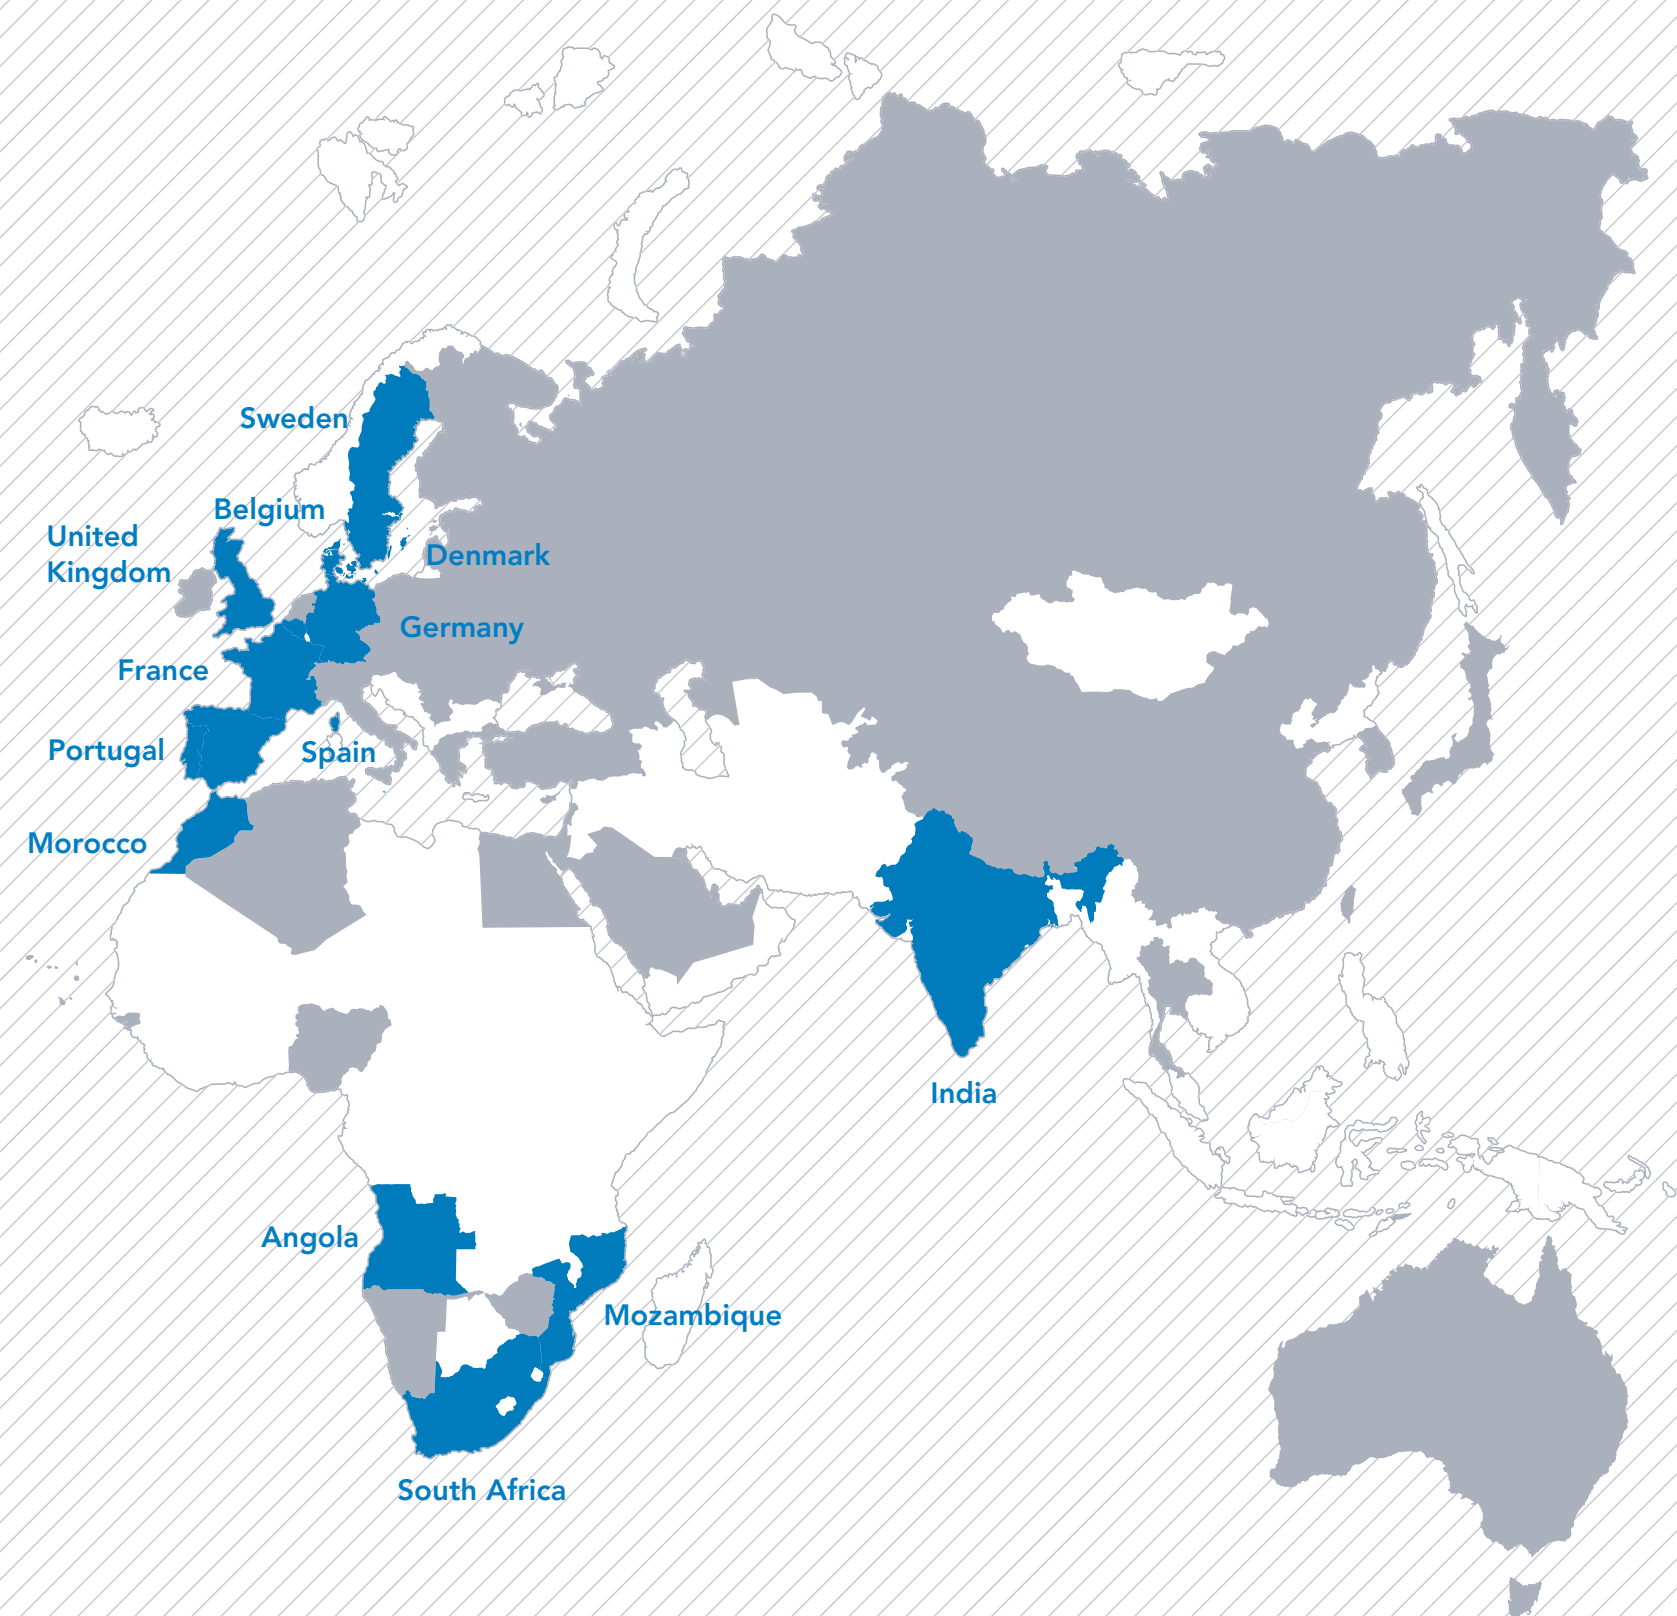 Sweden
Belgium
United
Kingdom
Denmark
Germany
France
Portugal
Spain
Morocco
India
Angola
Mozambique
South Africa